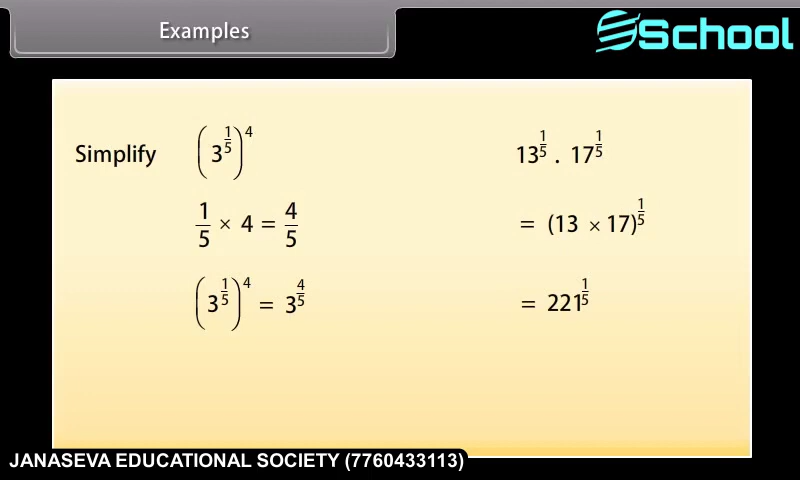 Examples
School
Simplify (3^(1/5))^4
1/5 × 4 = 4/5
(3^(1/5))^4 = 3^(4/5)
13^(1/5) . 17^(1/5)
= (13 × 17)^(1/5)
= 221^(1/5)
JANASEVA EDUCATIONAL SOCIETY (7760433113)